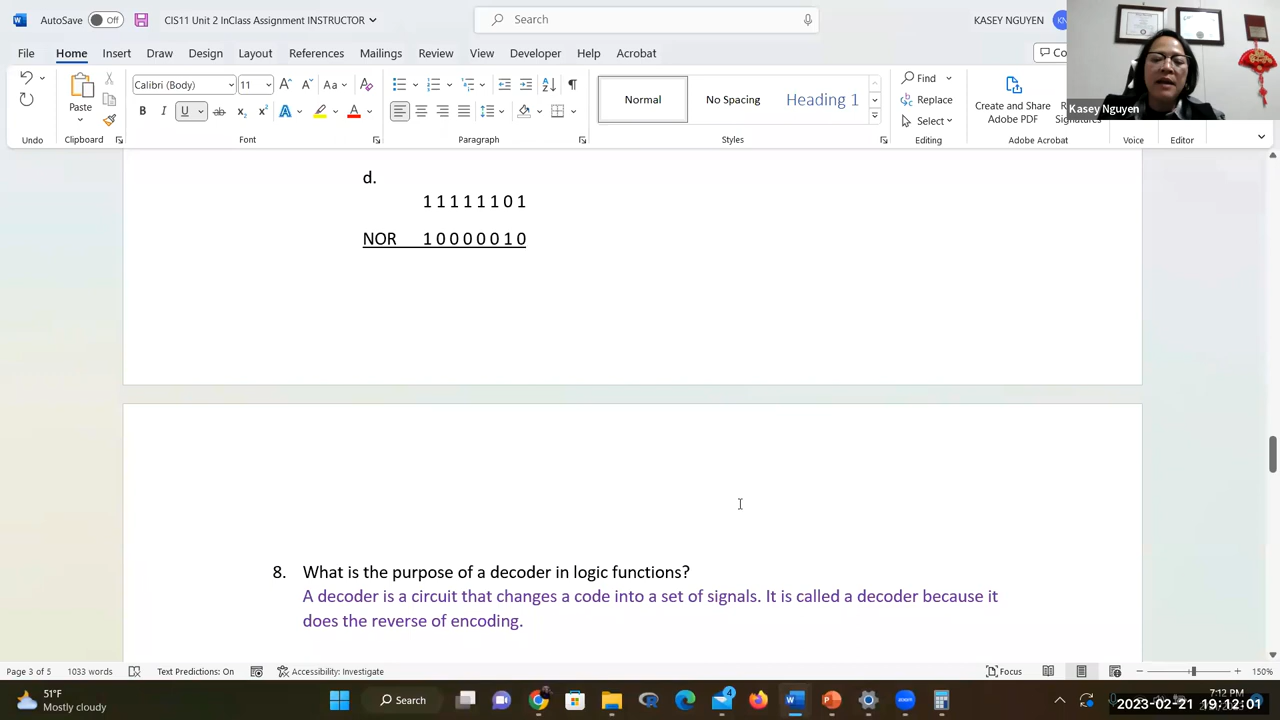 AutoSave Off CIS11 Unit 2 InClass Assignment INSTRUCTOR Search KASEY NGUYEN
File Home Insert Draw Design Layout References Mailings Review View Developer Help Acrobat
Calibri (Body) 11 Normal No Spacing Heading 1 Find Replace Select
Paste Create and Share Adobe PDF Signatures
Undo Clipboard Font Paragraph Styles Editing Adobe Acrobat Voice Editor
Kasey Nguyen
d.
1 1 1 1 1 1 0 1
NOR 1 0 0 0 0 0 1 0
8. What is the purpose of a decoder in logic functions?
A decoder is a circuit that changes a code into a set of signals. It is called a decoder because it
does the reverse of encoding.
Page 3 of 5 1033 words Text Predictions: On Accessibility: Investigate Focus 150%
51°F
Mostly cloudy
Search
4
7:12 PM
2023-02-21 19:12:01